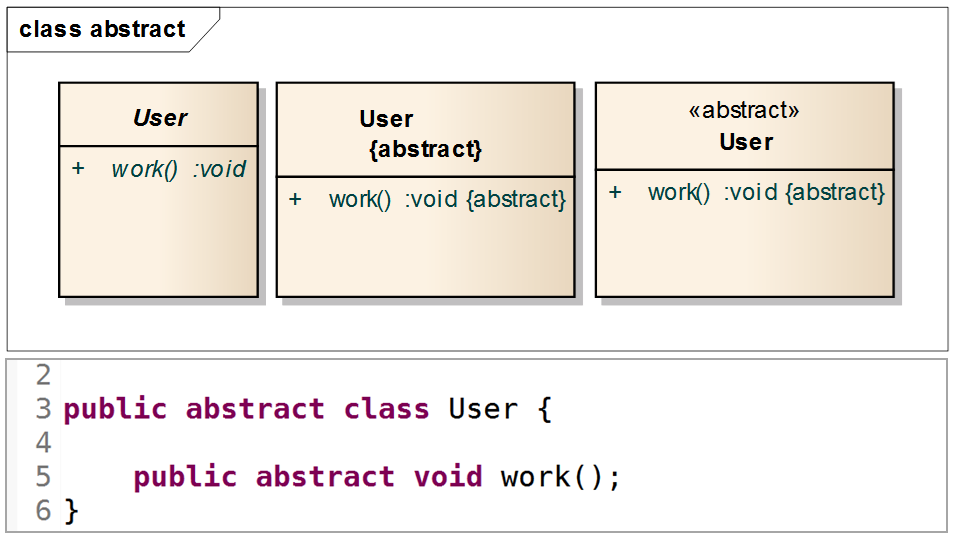 class abstract
User
+ work() :void
User
{abstract}
+ work() :void {abstract}
«abstract»
User
+ work() :void {abstract}
2
3 public abstract class User {
4
5 public abstract void work();
6 }